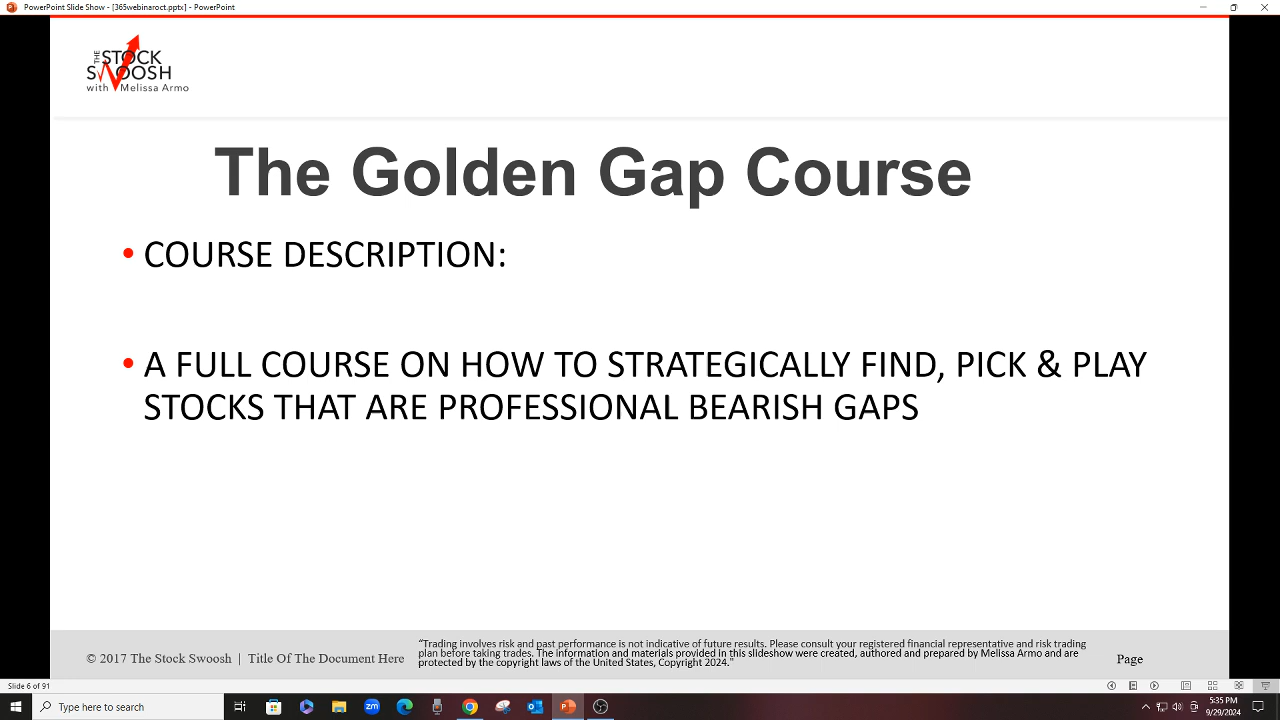 PowerPoint Slide Show - [365webinaroct.pptx] - PowerPoint
THE STOCK
SWOOSH
with Melissa Armo
The Golden Gap Course
• COURSE DESCRIPTION:
• A FULL COURSE ON HOW TO STRATEGICALLY FIND, PICK & PLAY
STOCKS THAT ARE PROFESSIONAL BEARISH GAPS
© 2017 The Stock Swoosh | Title Of The Document Here
“Trading involves risk and past performance is not indicative of future results. Please consult your registered financial representative and risk trading
plan before taking trades. The information and materials provided in this slideshow were created, authored and prepared by Melissa Armo and are
protected by the copyright laws of the United States, Copyright 2024."
Page
Slide 6 of 91
Type here to search
zm
5:35 PM
9/29/2024